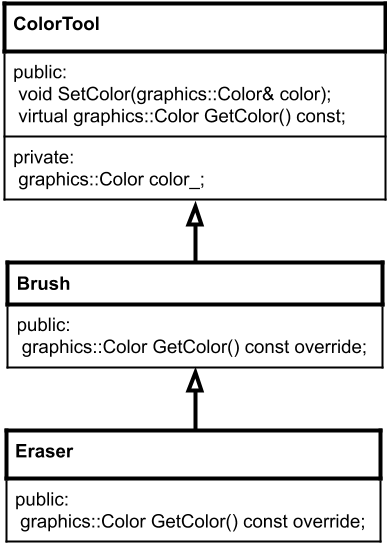 ColorTool
public:
void SetColor(graphics::Color& color);
virtual graphics::Color GetColor() const;
private:
graphics::Color color_;
Brush
public:
graphics::Color GetColor() const override;
Eraser
public:
graphics::Color GetColor() const override;